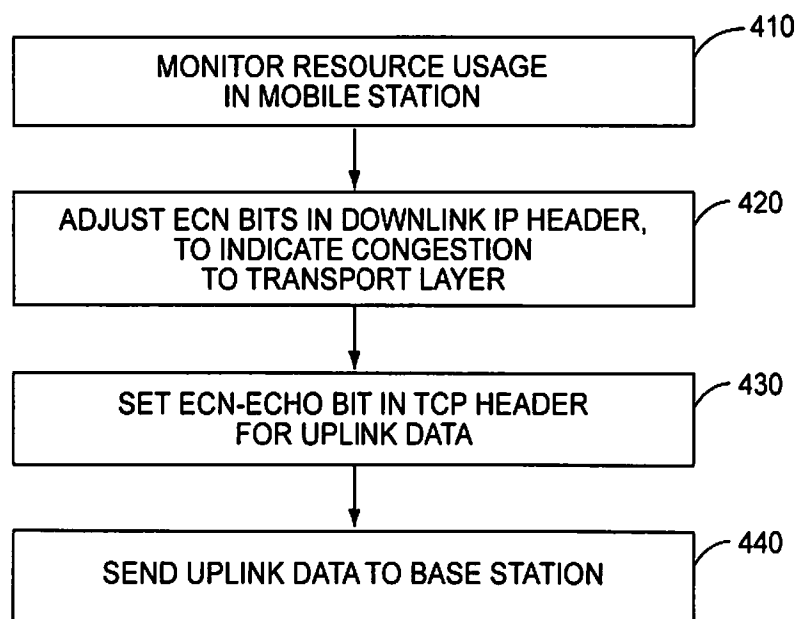 410
MONITOR RESOURCE USAGE
IN MOBILE STATION
420
ADJUST ECN BITS IN DOWNLINK IP HEADER,
TO INDICATE CONGESTION
TO TRANSPORT LAYER
430
SET ECN-ECHO BIT IN TCP HEADER
FOR UPLINK DATA
440
SEND UPLINK DATA TO BASE STATION